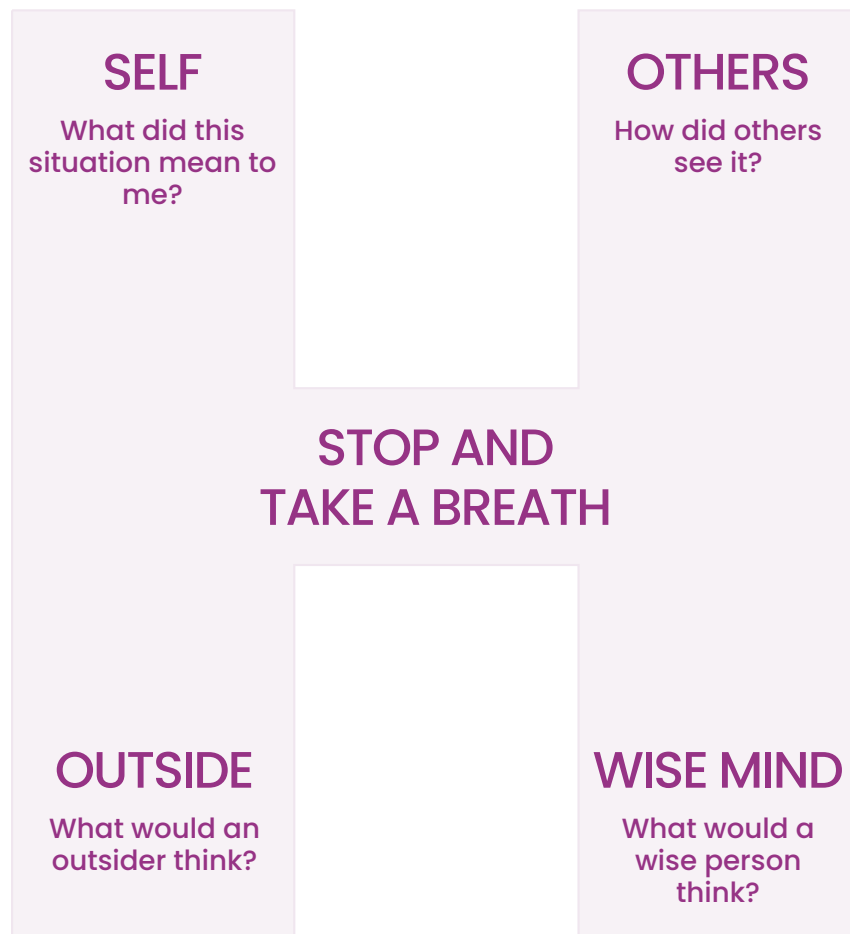 SELF
What did this
situation mean to
me?
OTHERS
How did others
see it?
STOP AND
TAKE A BREATH
OUTSIDE
What would an
outsider think?
WISE MIND
What would a
wise person
think?